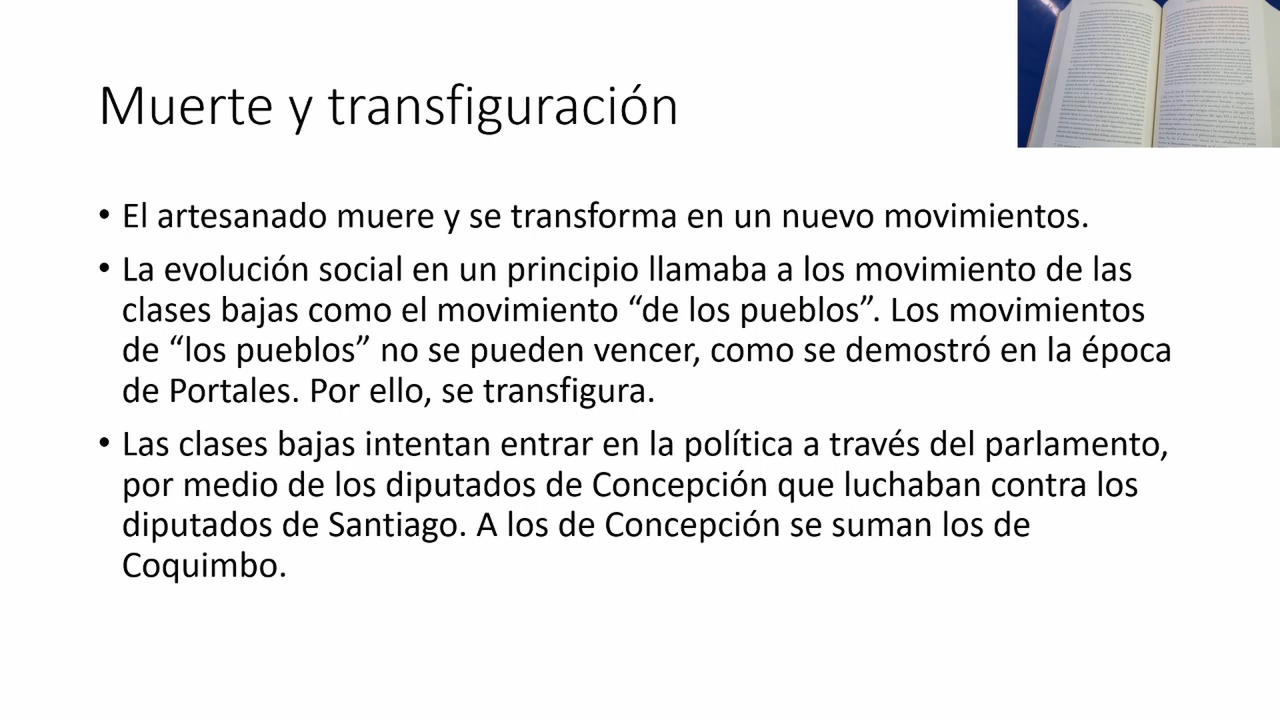 Muerte y transfiguración
• El artesanado muere y se transforma en un nuevo movimientos.
• La evolución social en un principio llamaba a los movimiento de las
clases bajas como el movimiento “de los pueblos”. Los movimientos
de “los pueblos” no se pueden vencer, como se demostró en la época
de Portales. Por ello, se transfigura.
• Las clases bajas intentan entrar en la política a través del parlamento,
por medio de los diputados de Concepción que luchaban contra los
diputados de Santiago. A los de Concepción se suman los de
Coquimbo.